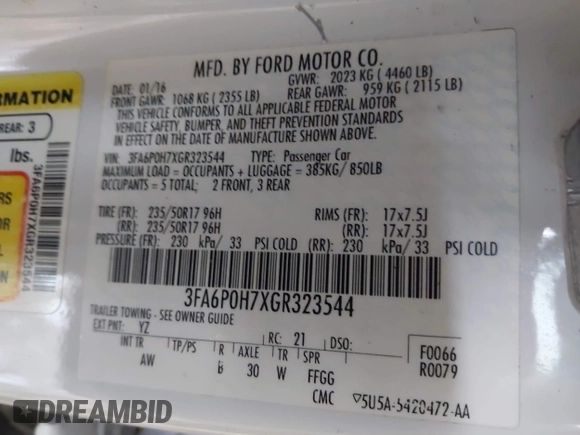 MFD. BY FORD MOTOR CO.
DATE: 01/16 GVWR: 2023 KG ( 4460 LB)
FRONT GAWR: 1068 KG ( 2355 LB) REAR GAWR: 959 KG ( 2115 LB)
THIS VEHICLE CONFORMS TO ALL APPLICABLE FEDERAL MOTOR
VEHICLE SAFETY, BUMPER, AND THEFT PREVENTION STANDARDS
IN EFFECT ON THE DATE OF MANUFACTURE SHOWN ABOVE.
VIN: 3FA6P0H7XGR323544 TYPE: Passenger Car
MAXIMUM LOAD = OCCUPANTS + LUGGAGE = 385KG/ 850LB
OCCUPANTS = 5 TOTAL; 2 FRONT, 3 REAR
TIRE (FR): 235/50R17 96H RIMS (FR): 17x7.5J
(RR): 235/50R17 96H (RR): 17x7.5J
PRESSURE (FR): 230 kPa/ 33 PSI COLD (RR): 230 kPa/ 33 PSI COLD
3FA6P0H7XGR323544
TRAILER TOWING - SEE OWNER GUIDE
EXT PNT: YZ RC: 21 DSO:
F0066
R0079
INT TR TP/PS R AXLE TR SPR
AW B 30 W FFGG
CMC 5U5A-5420472-AA
ORMATION
REAR: 3
lbs.
3FA6P0H7XGR323544
ERS
OR
AL
ION
DREAMBID